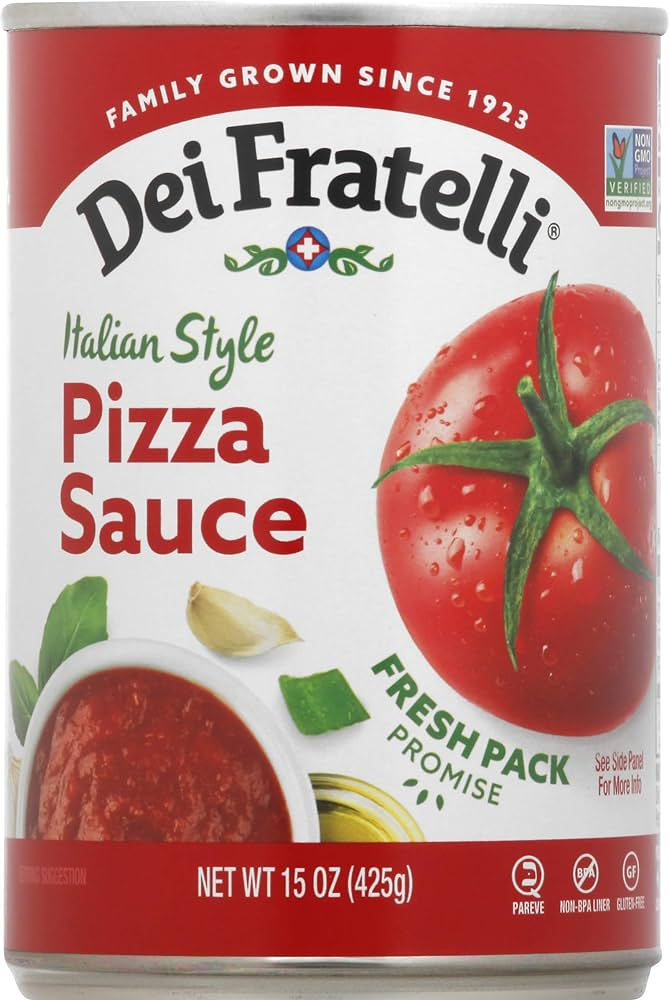 FAMILY GROWN SINCE 1923
Dei Fratelli®
NON
GMO
Project
VERIFIED
nongmoproject.org
Italian Style
Pizza
Sauce
FRESH PACK
PROMISE
See Side Panel
For More Info
SERVING SUGGESTION
NET WT 15 OZ (425g)
PAREVE
BPA
NON-BPA LINER
GF
GLUTEN-FREE